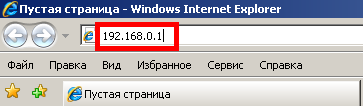 Пустая страница - Windows Internet Explorer
192.168.0.1
Файл Правка Вид Избранное Сервис Справка
Пустая страница